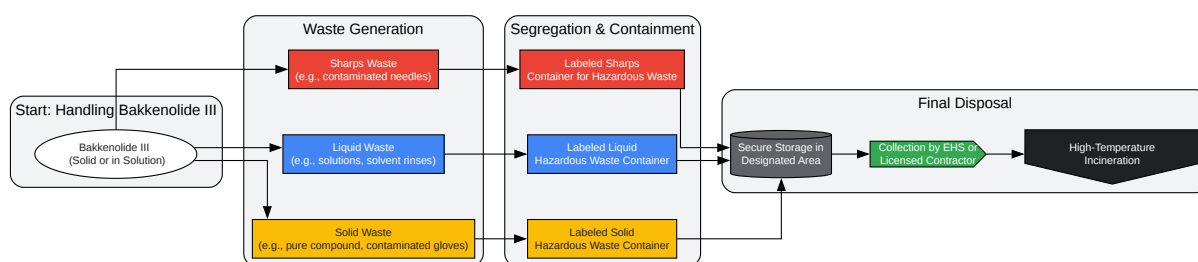 Start: Handling Bakkenolide III
Bakkenolide III
(Solid or in Solution)
Waste Generation
Sharps Waste
(e.g., contaminated needles)
Liquid Waste
(e.g., solutions, solvent rinses)
Solid Waste
(e.g., pure compound, contaminated gloves)
Segregation & Containment
Labeled Sharps
Container for Hazardous Waste
Labeled Liquid
Hazardous Waste Container
Labeled Solid
Hazardous Waste Container
Final Disposal
Secure Storage in
Designated Area
Collection by EHS or
Licensed Contractor
High-Temperature
Incineration